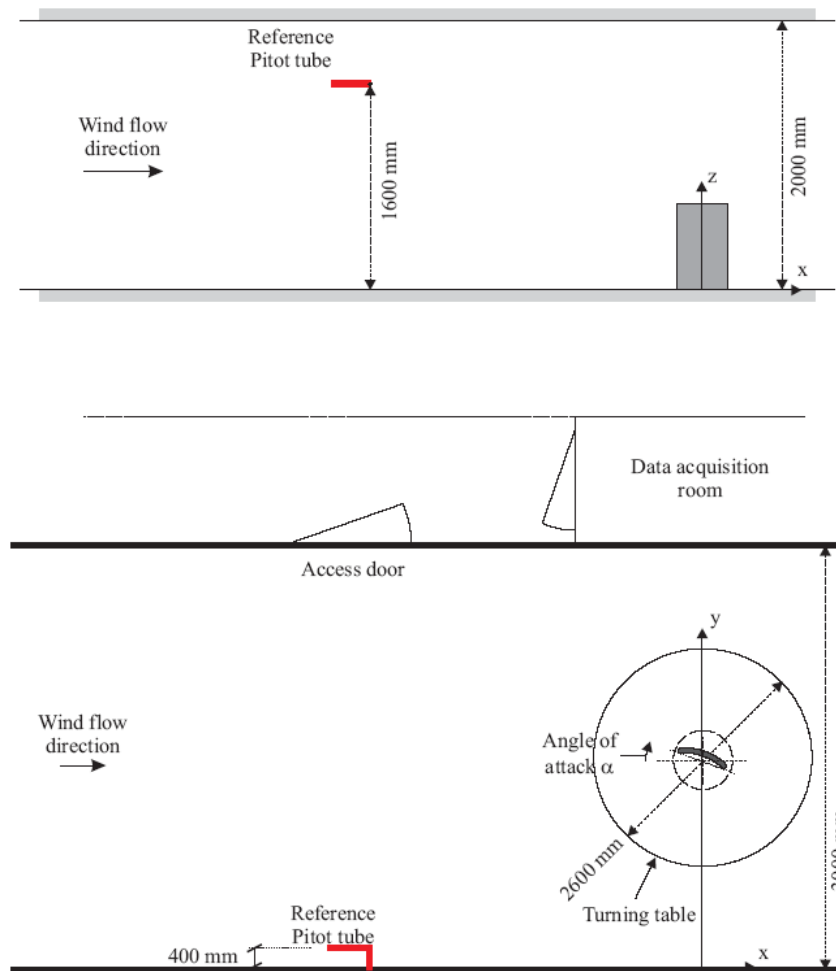 Reference
Pitot tube
Wind flow
direction
1600 mm
2000 mm
z
x
Data acquisition
room
Access door
y
Wind flow
direction
Angle of
attack α
2600 mm
Turning table
Reference
Pitot tube
400 mm
x